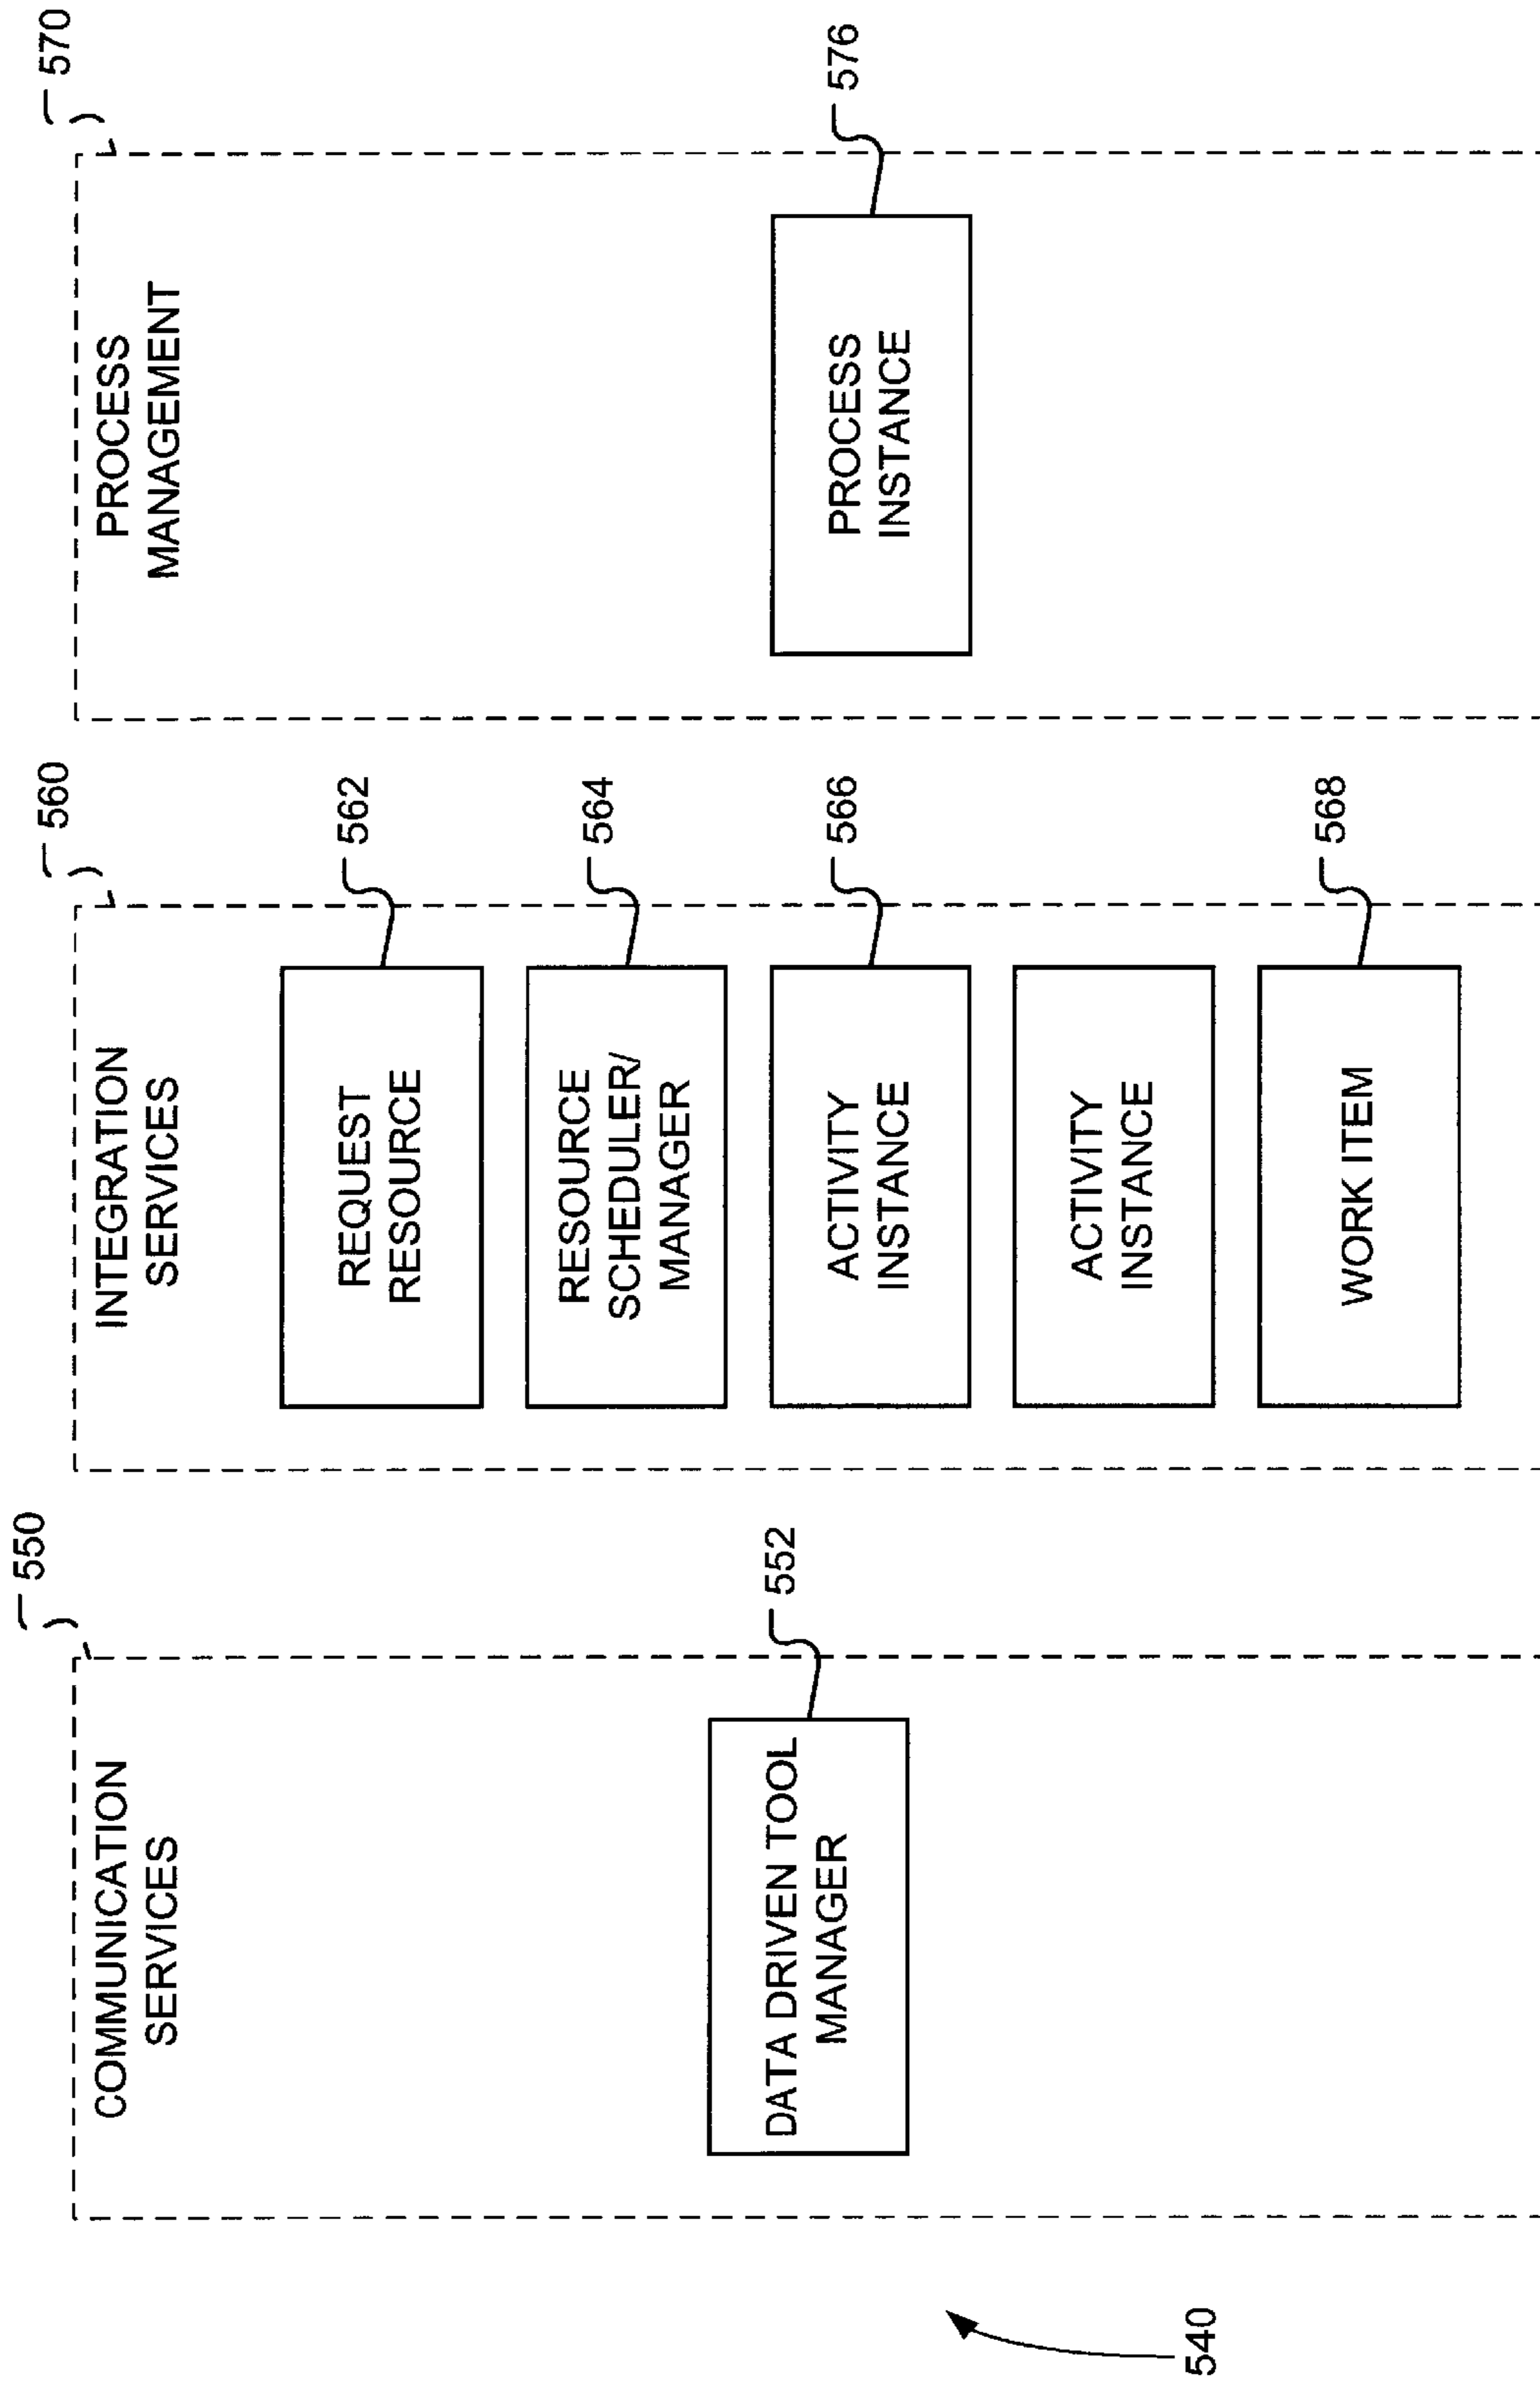 550
COMMUNICATION
SERVICES
DATA DRIVEN TOOL
MANAGER
552
560
INTEGRATION
SERVICES
REQUEST
RESOURCE
562
RESOURCE
SCHEDULER/
MANAGER
564
ACTIVITY
INSTANCE
566
ACTIVITY
INSTANCE
WORK ITEM
568
570
PROCESS
MANAGEMENT
PROCESS
INSTANCE
576
540